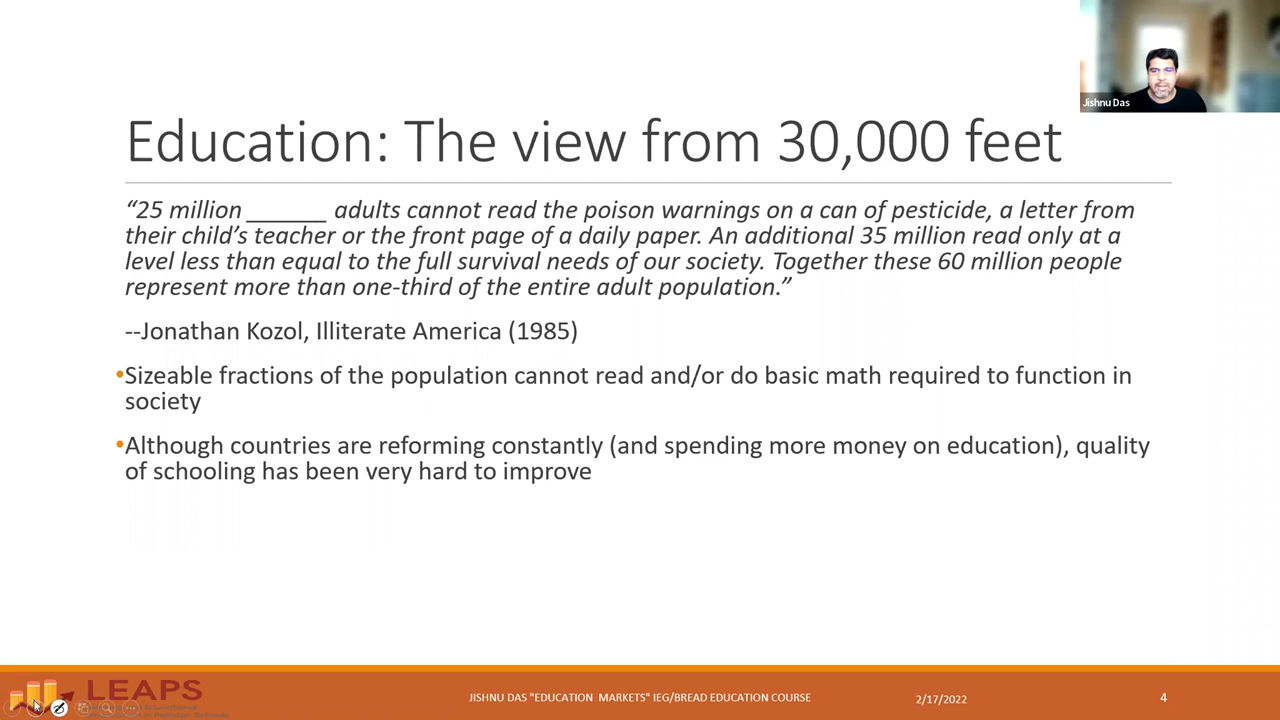 Jishnu Das
Education: The view from 30,000 feet
“25 million ______ adults cannot read the poison warnings on a can of pesticide, a letter from
their child’s teacher or the front page of a daily paper. An additional 35 million read only at a
level less than equal to the full survival needs of our society. Together these 60 million people
represent more than one-third of the entire adult population.”
--Jonathan Kozol, Illiterate America (1985)
•Sizeable fractions of the population cannot read and/or do basic math required to function in
society
•Although countries are reforming constantly (and spending more money on education), quality
of schooling has been very hard to improve
LEAPS
JISHNU DAS "EDUCATION MARKETS" IEG/BREAD EDUCATION COURSE
2/17/2022
4